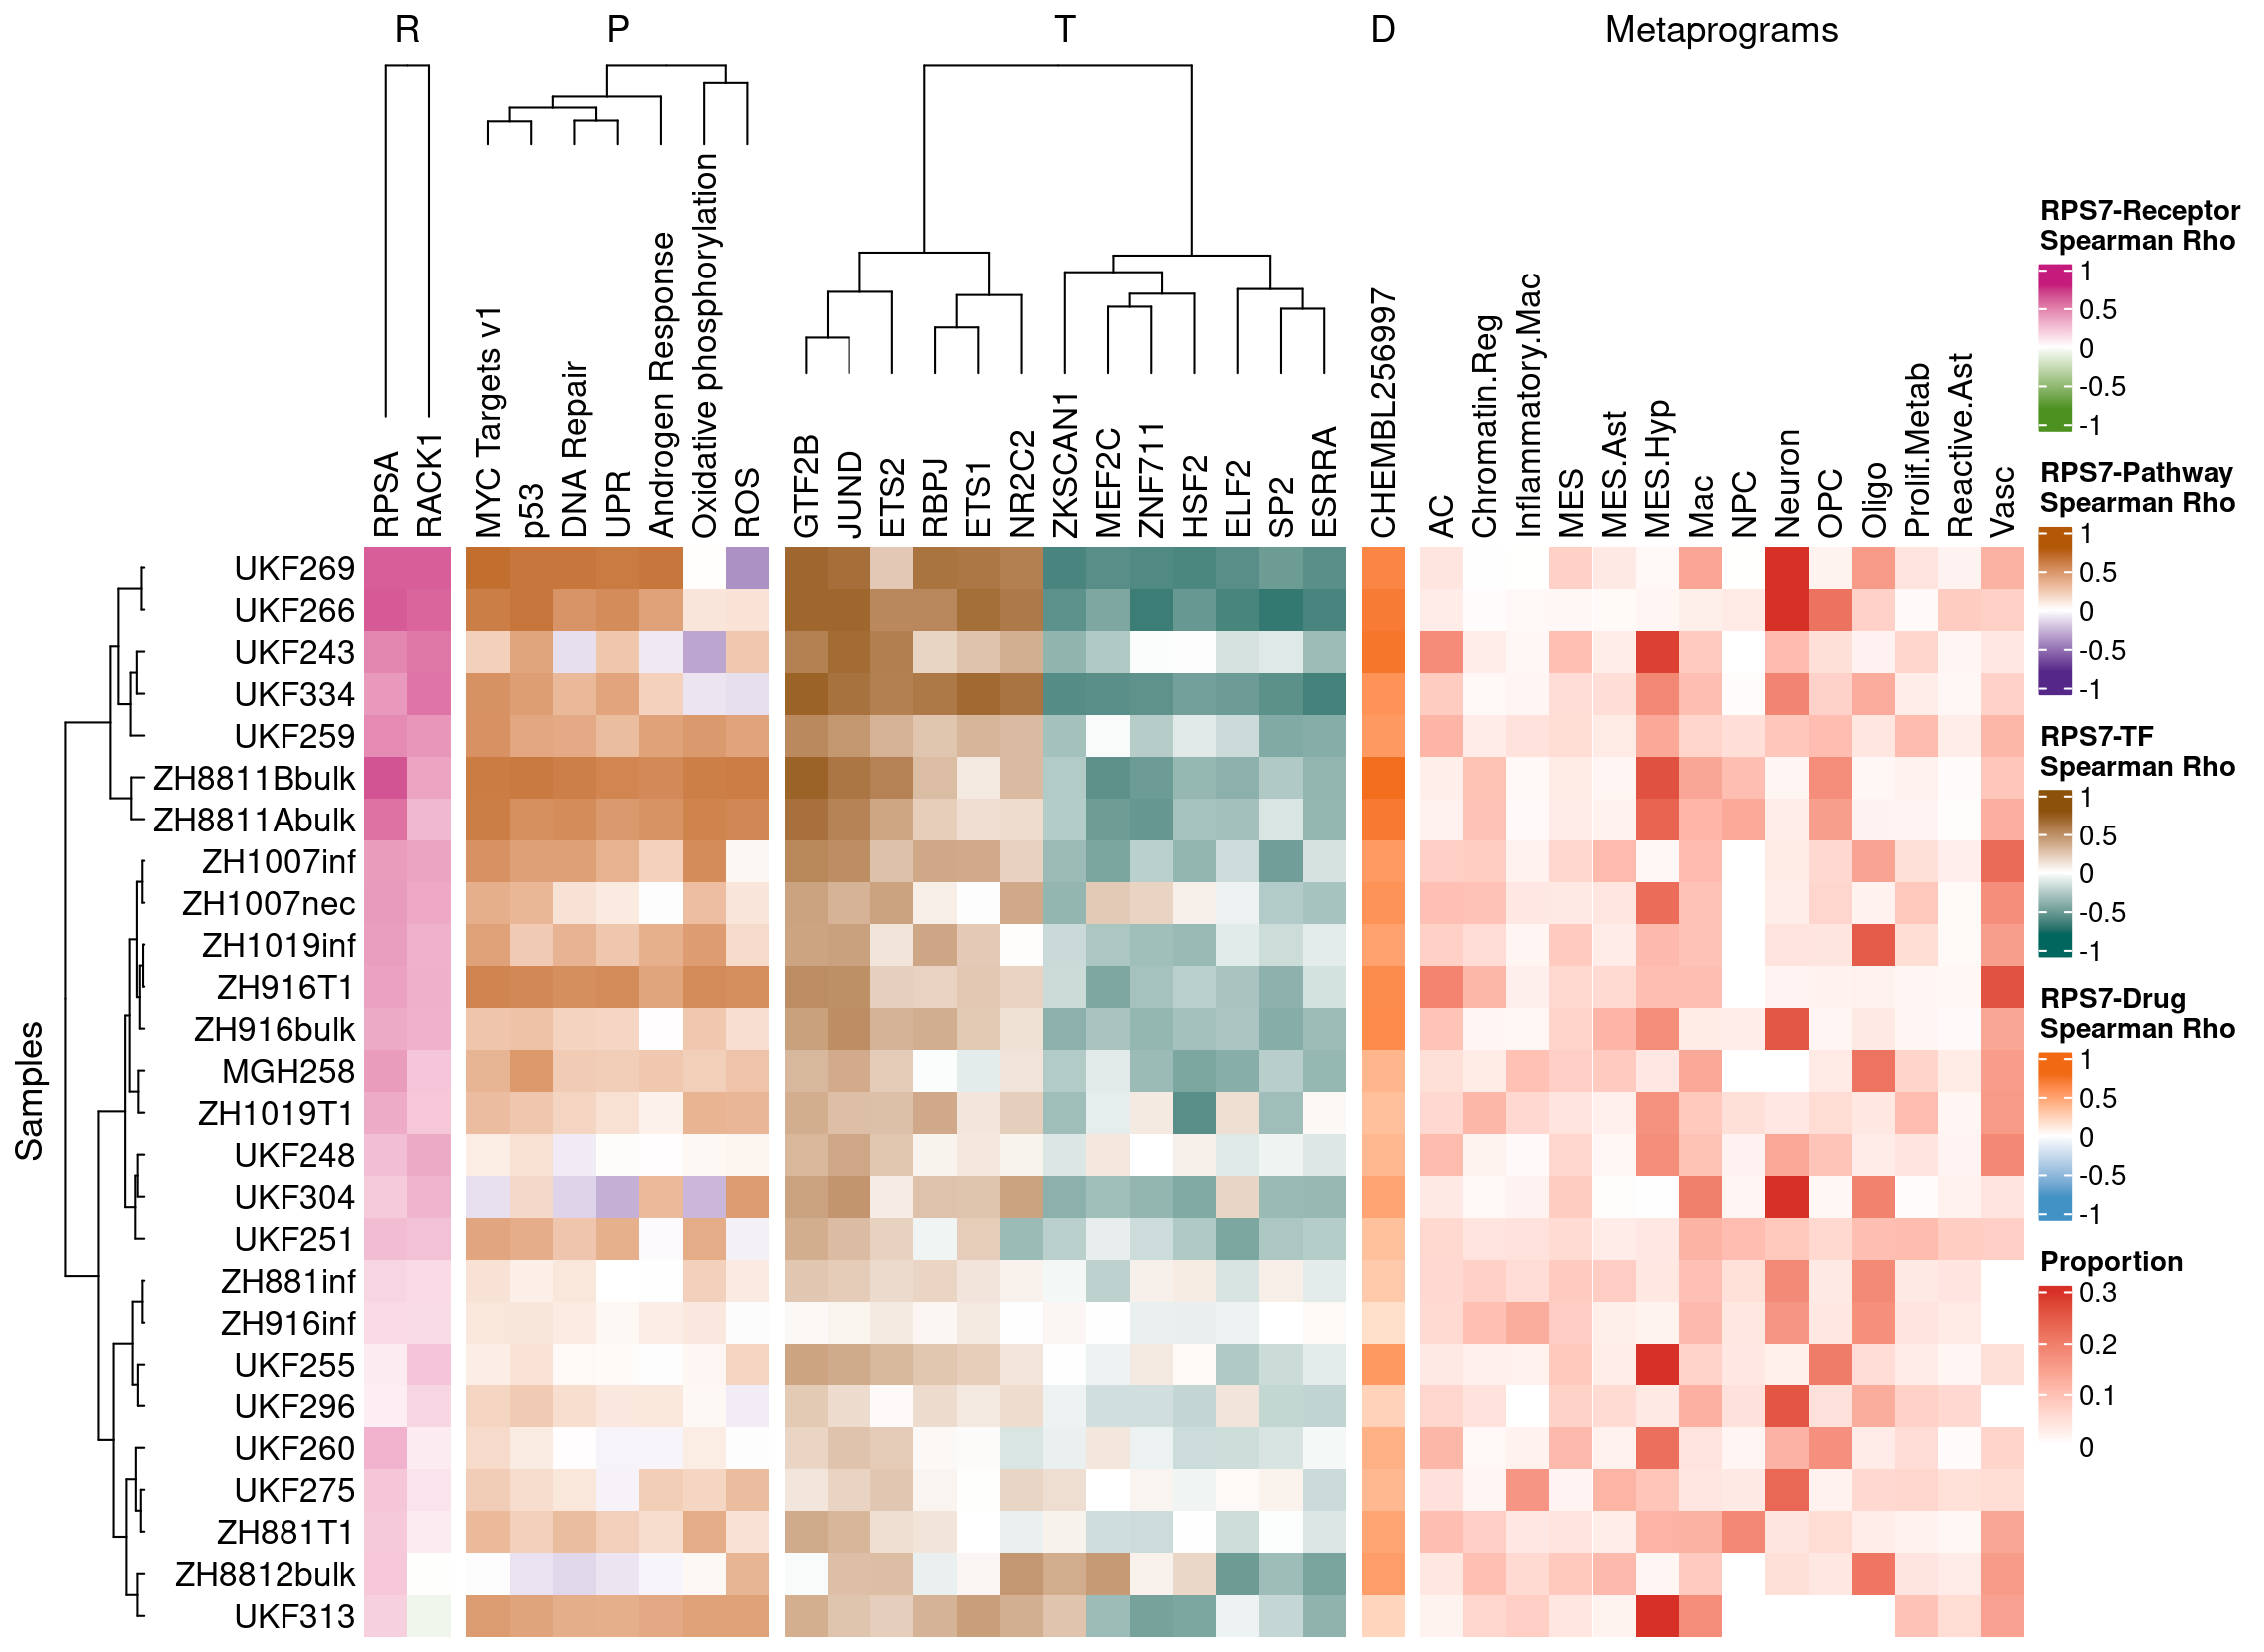 R P T D Metaprograms
RPSA
RACK1
MYC Targets v1
p53
DNA Repair
UPR
Androgen Response
Oxidative phosphorylation
ROS
GTF2B
JUND
ETS2
RBPJ
ETS1
NR2C2
ZKSCAN1
MEF2C
ZNF711
HSF2
ELF2
SP2
ESRRA
CHEMBL256997
AC
Chromatin.Reg
Inflammatory.Mac
MES
MES.Ast
MES.Hyp
Mac
NPC
Neuron
OPC
Oligo
Prolif.Metab
Reactive.Ast
Vasc
Samples
UKF269
UKF266
UKF243
UKF334
UKF259
ZH8811Bbulk
ZH8811Abulk
ZH1007inf
ZH1007nec
ZH1019inf
ZH916T1
ZH916bulk
MGH258
ZH1019T1
UKF248
UKF304
UKF251
ZH881inf
ZH916inf
UKF255
UKF296
UKF260
UKF275
ZH881T1
ZH8812bulk
UKF313
RPS7-Receptor
Spearman Rho
1
0.5
0
-0.5
-1
RPS7-Pathway
Spearman Rho
1
0.5
0
-0.5
-1
RPS7-TF
Spearman Rho
1
0.5
0
-0.5
-1
RPS7-Drug
Spearman Rho
1
0.5
0
-0.5
-1
Proportion
0.3
0.2
0.1
0